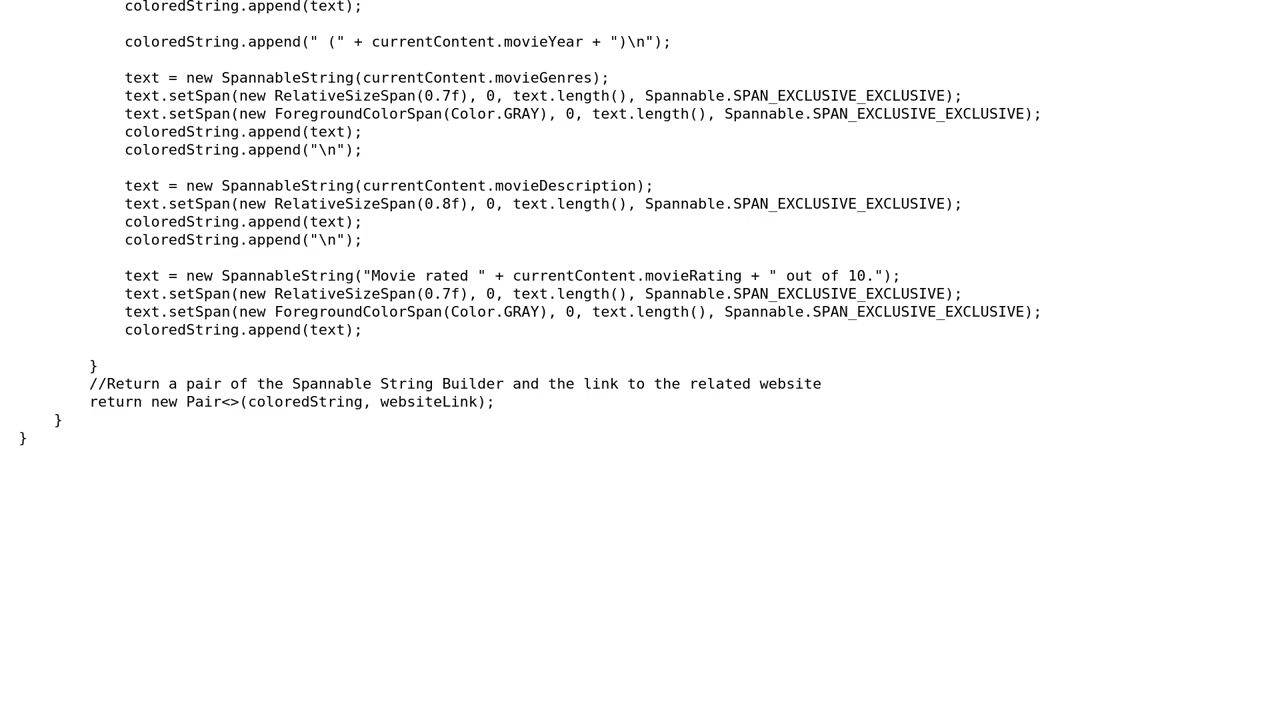 coloredString.append(text);
coloredString.append(" (" + currentContent.movieYear + ")\n");
text = new SpannableString(currentContent.movieGenres);
text.setSpan(new RelativeSizeSpan(0.7f), 0, text.length(), Spannable.SPAN_EXCLUSIVE_EXCLUSIVE);
text.setSpan(new ForegroundColorSpan(Color.GRAY), 0, text.length(), Spannable.SPAN_EXCLUSIVE_EXCLUSIVE);
coloredString.append(text);
coloredString.append("\n");
text = new SpannableString(currentContent.movieDescription);
text.setSpan(new RelativeSizeSpan(0.8f), 0, text.length(), Spannable.SPAN_EXCLUSIVE_EXCLUSIVE);
coloredString.append(text);
coloredString.append("\n");
text = new SpannableString("Movie rated " + currentContent.movieRating + " out of 10.");
text.setSpan(new RelativeSizeSpan(0.7f), 0, text.length(), Spannable.SPAN_EXCLUSIVE_EXCLUSIVE);
text.setSpan(new ForegroundColorSpan(Color.GRAY), 0, text.length(), Spannable.SPAN_EXCLUSIVE_EXCLUSIVE);
coloredString.append(text);
}
//Return a pair of the Spannable String Builder and the link to the related website
return new Pair<>(coloredString, websiteLink);
}
}